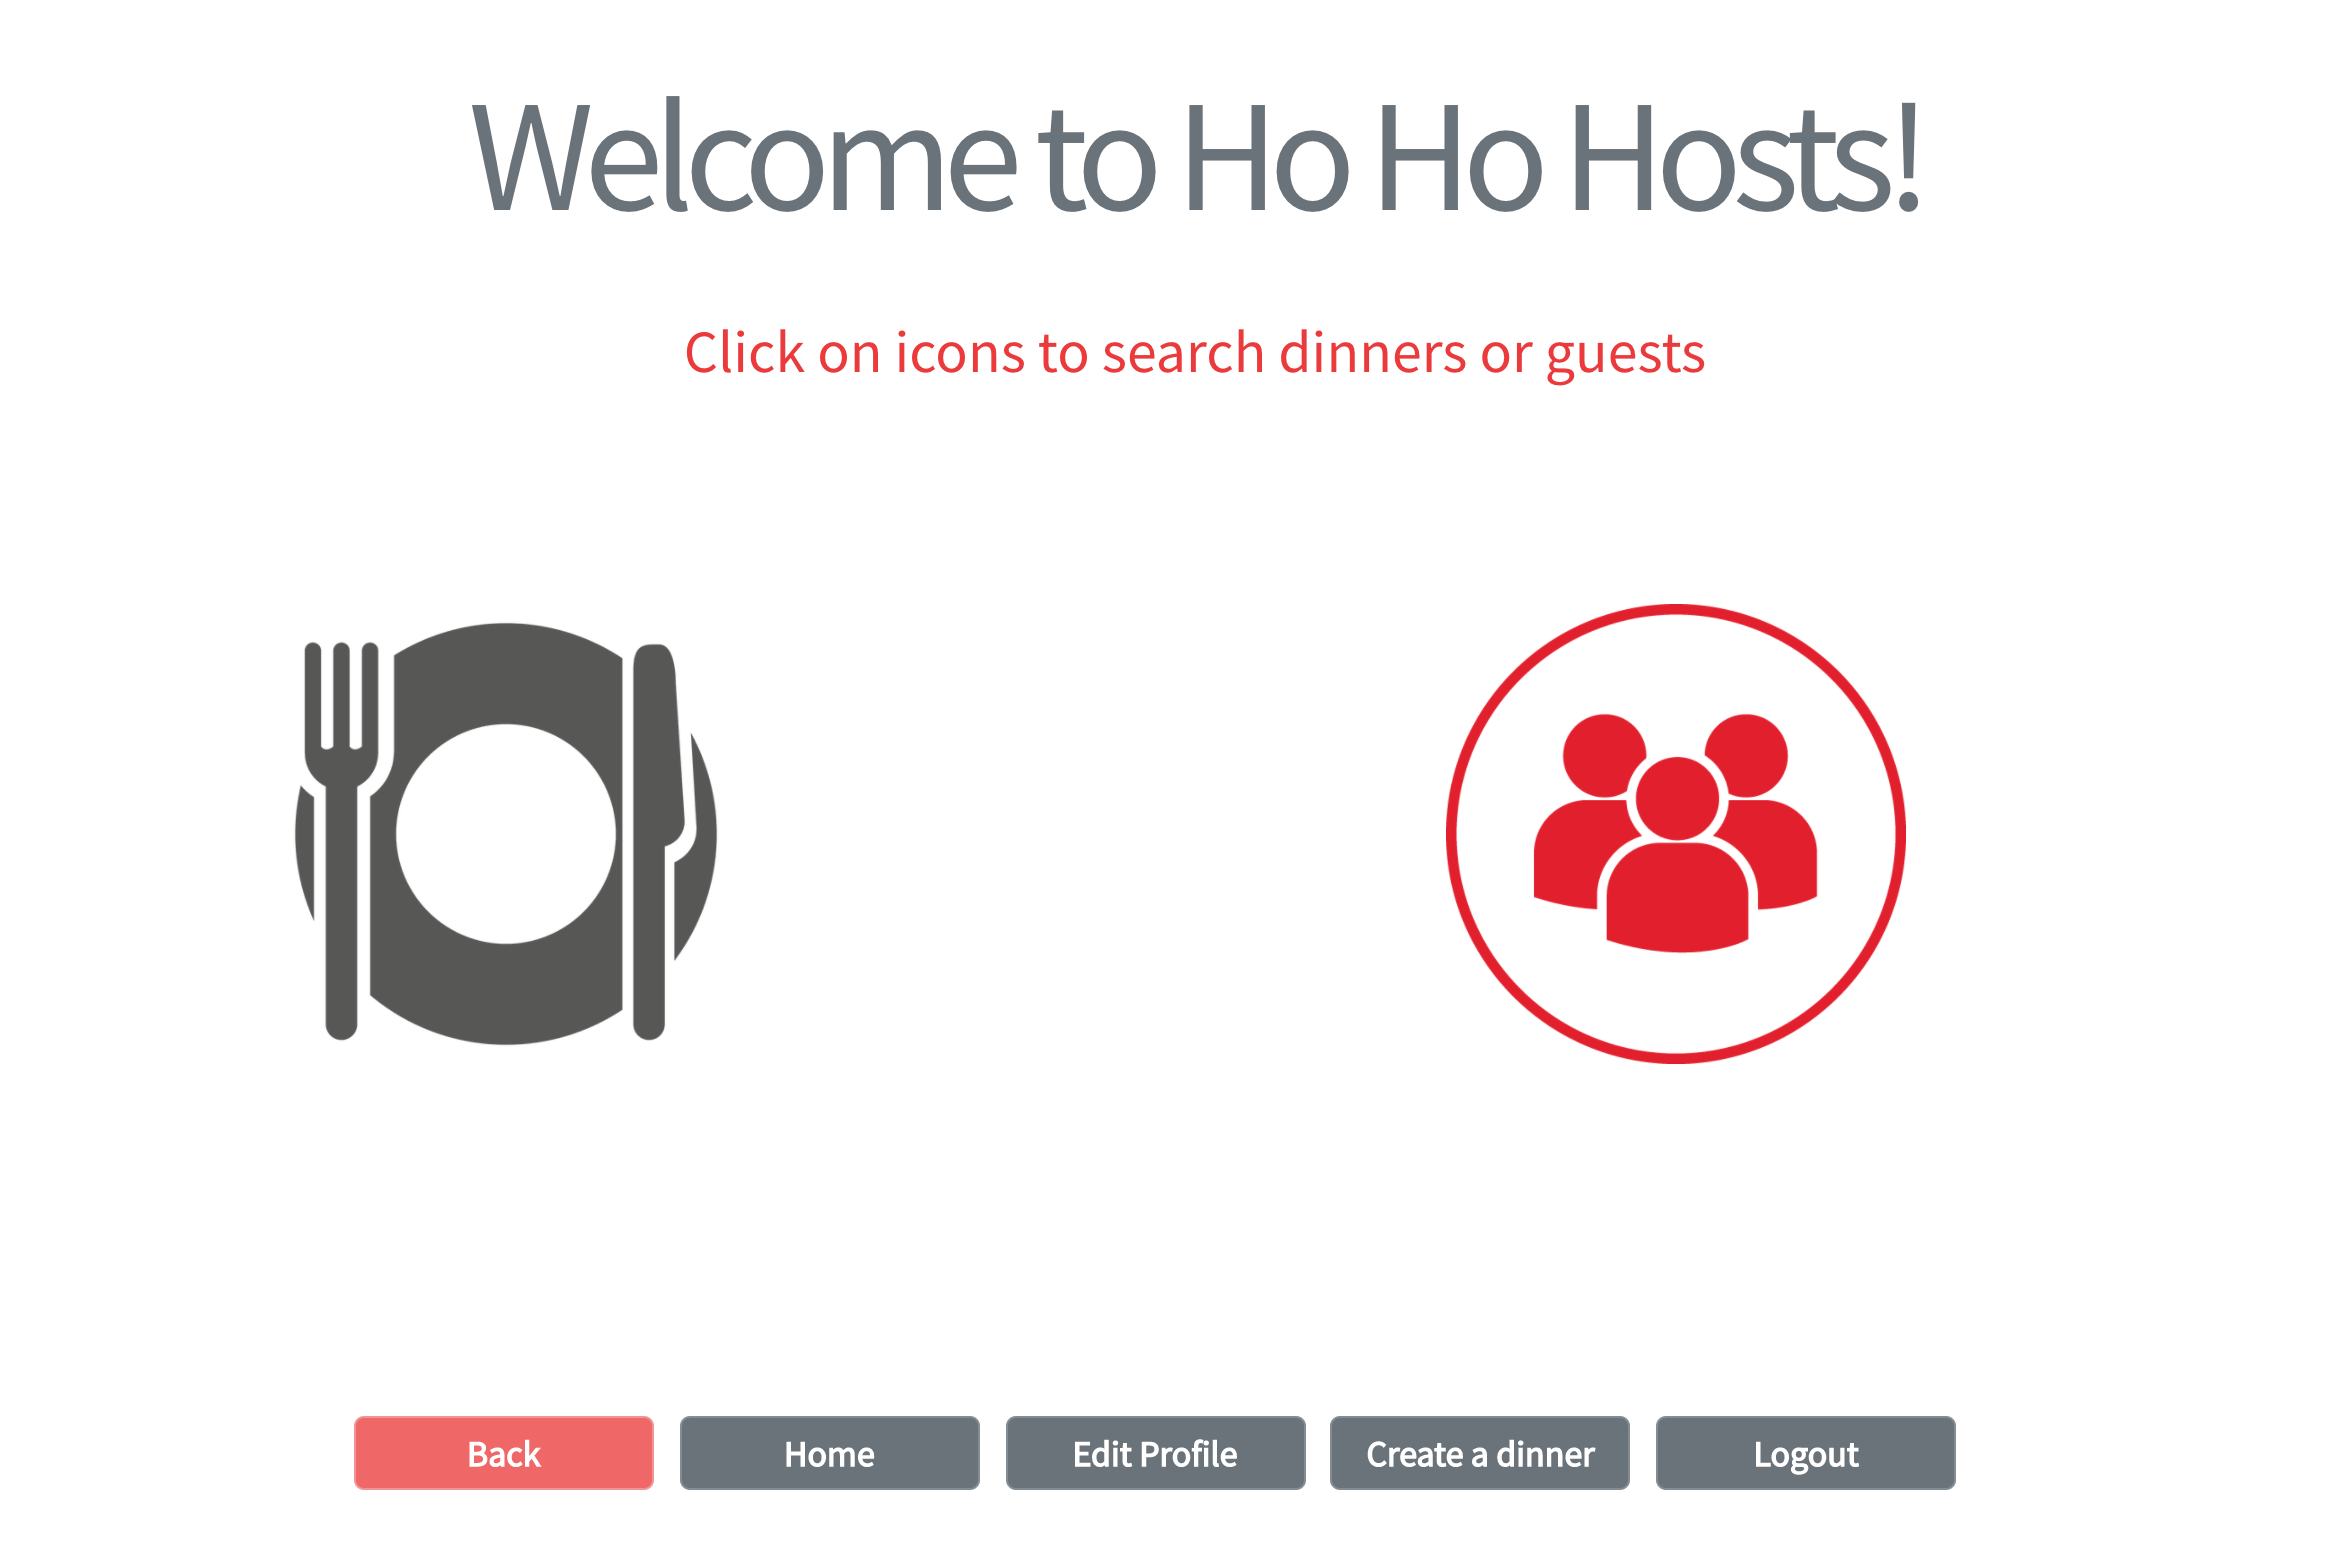 Welcome to Ho Ho Hosts!
Click on icons to search dinners or guests
Back
Home
Edit Profile
Create a dinner
Logout